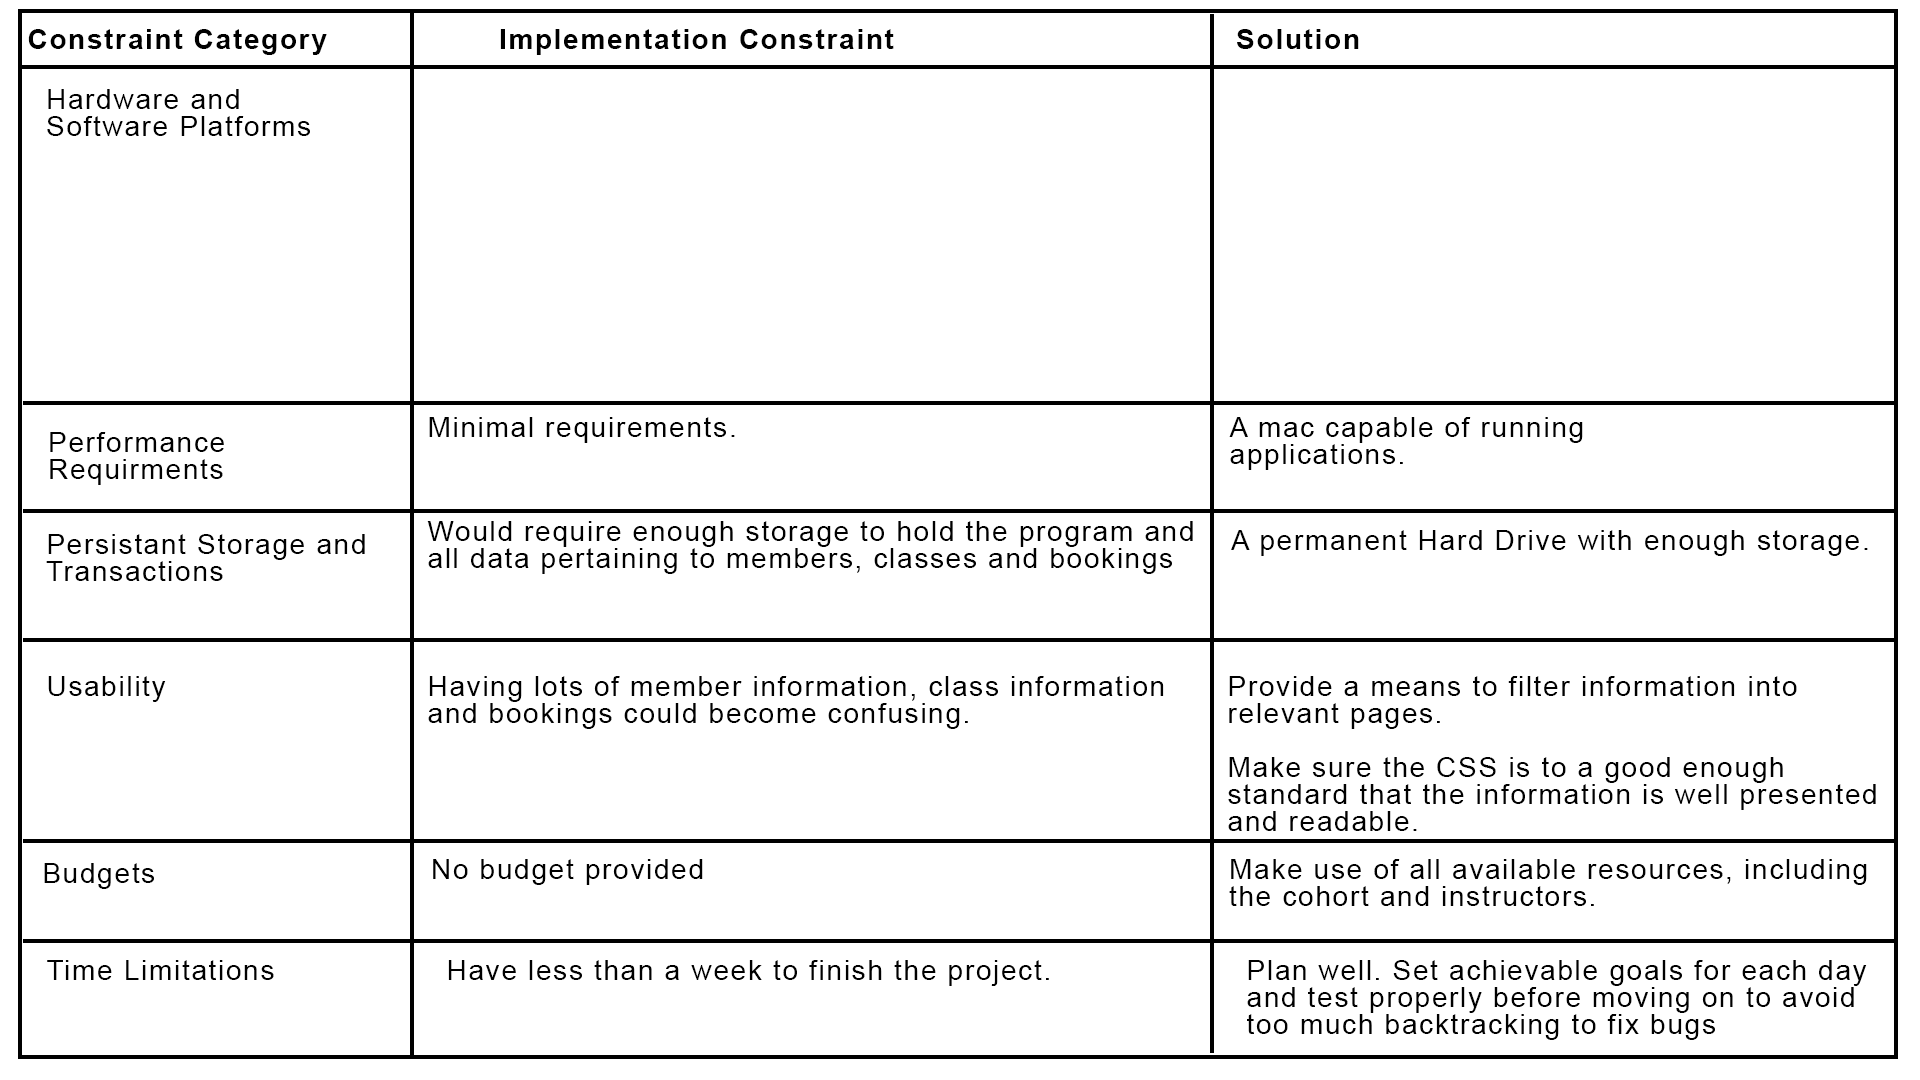 Constraint Category
Implementation Constraint
Solution
Hardware and
Software Platforms
Performance
Requirments
Minimal requirements.
A mac capable of running
applications.
Persistant Storage and
Transactions
Would require enough storage to hold the program and
all data pertaining to members, classes and bookings
A permanent Hard Drive with enough storage.
Usability
Having lots of member information, class information
and bookings could become confusing.
Provide a means to filter information into
relevant pages.
Make sure the CSS is to a good enough
standard that the information is well presented
and readable.
Budgets
No budget provided
Make use of all available resources, including
the cohort and instructors.
Time Limitations
Have less than a week to finish the project.
Plan well. Set achievable goals for each day
and test properly before moving on to avoid
too much backtracking to fix bugs